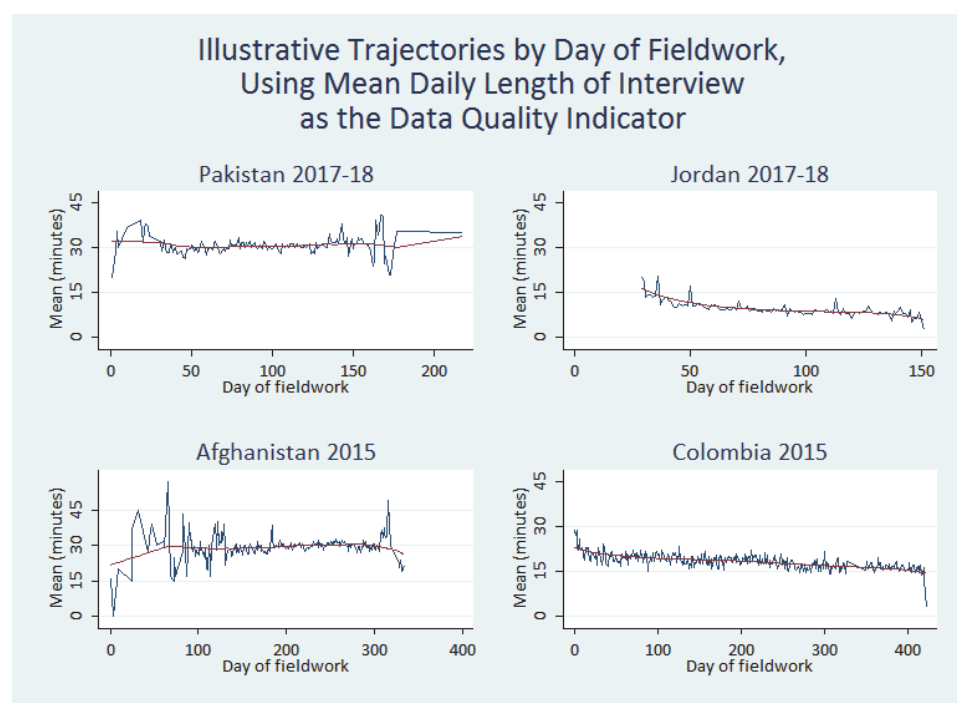 Illustrative Trajectories by Day of Fieldwork,
Using Mean Daily Length of Interview
as the Data Quality Indicator
Pakistan 2017-18
Mean (minutes)
45
30
15
0
0 50 100 150 200
Day of fieldwork
Jordan 2017-18
Mean (minutes)
45
30
15
0
0 50 100 150
Day of fieldwork
Afghanistan 2015
Mean (minutes)
45
30
15
0
0 100 200 300 400
Day of fieldwork
Colombia 2015
Mean (minutes)
45
30
15
0
0 100 200 300 400
Day of fieldwork